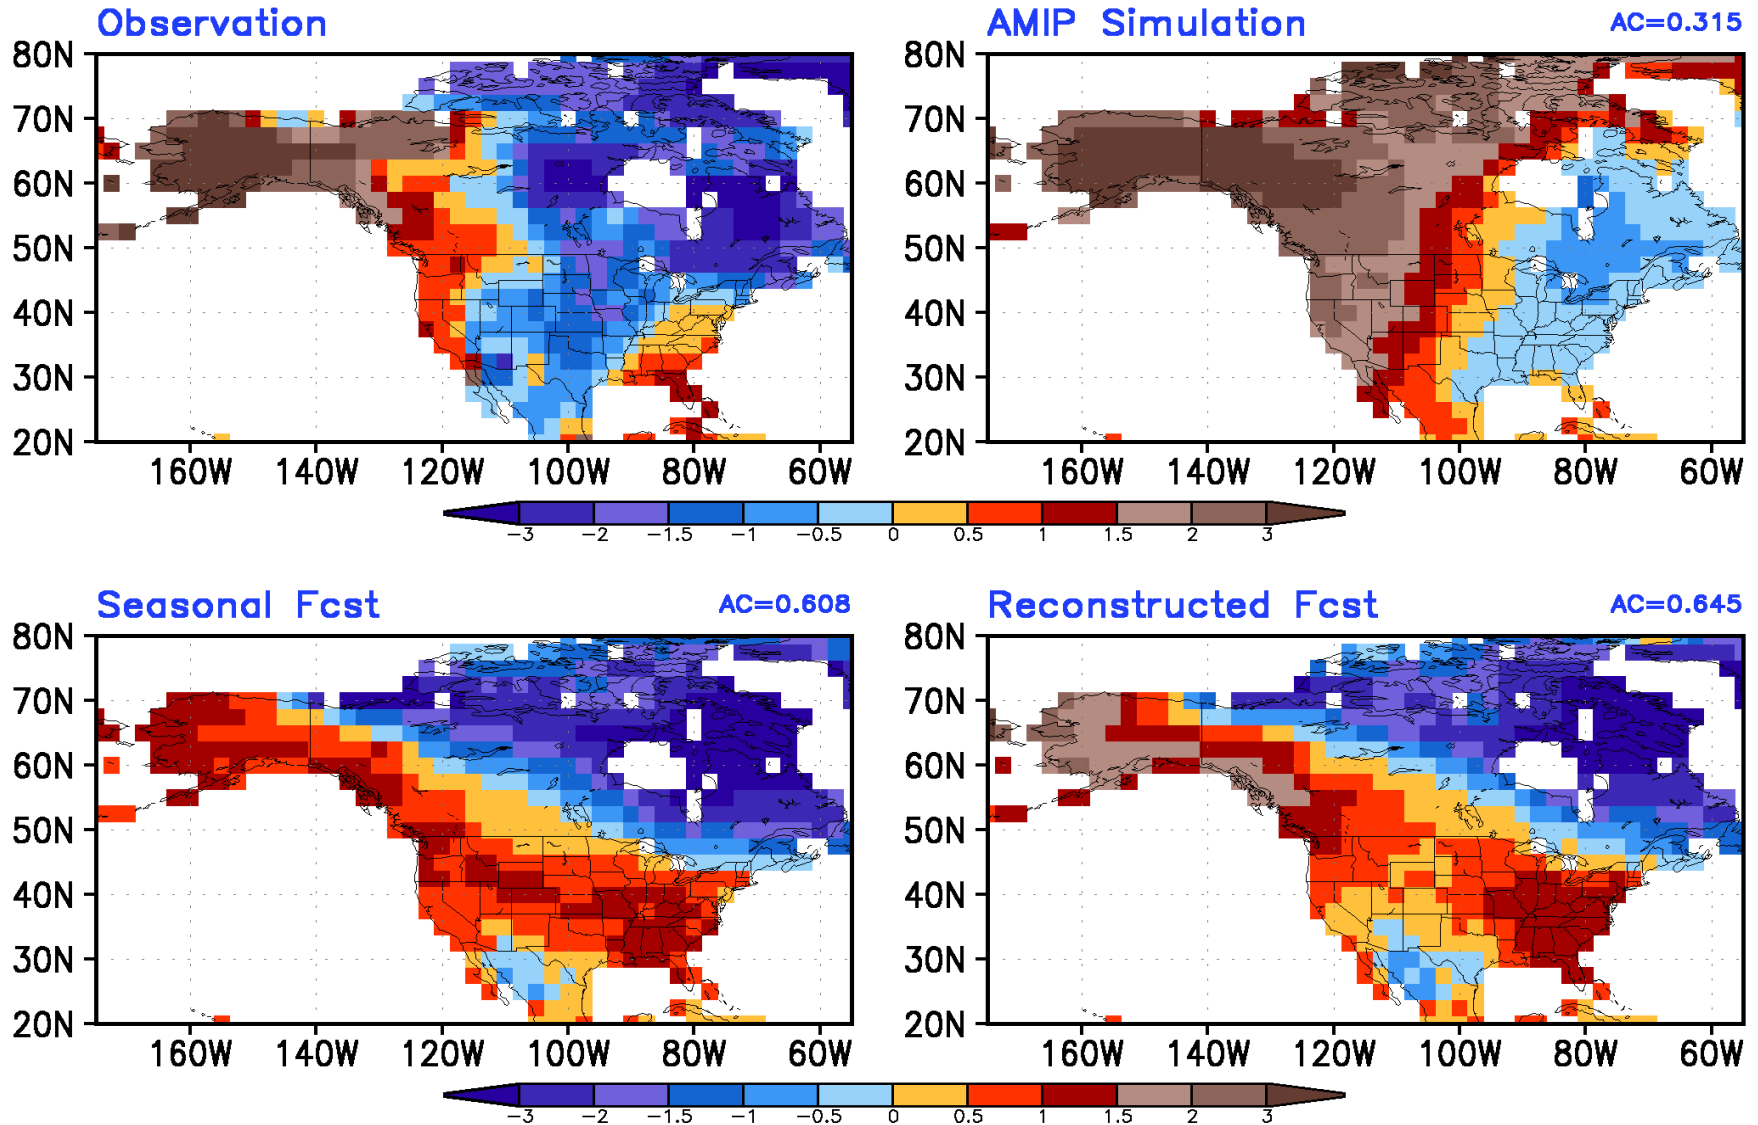 Observation
AMIP Simulation AC=0.315
80N 80N
70N 70N
60N 60N
50N 50N
40N 40N
30N 30N
20N 20N
160W 140W 120W 100W 80W 60W 160W 140W 120W 100W 80W 60W
-3 -2 -1.5 -1 -0.5 0 0.5 1 1.5 2 3
Seasonal Fcst AC=0.608
Reconstructed Fcst AC=0.645
80N 80N
70N 70N
60N 60N
50N 50N
40N 40N
30N 30N
20N 20N
160W 140W 120W 100W 80W 60W 160W 140W 120W 100W 80W 60W
-3 -2 -1.5 -1 -0.5 0 0.5 1 1.5 2 3